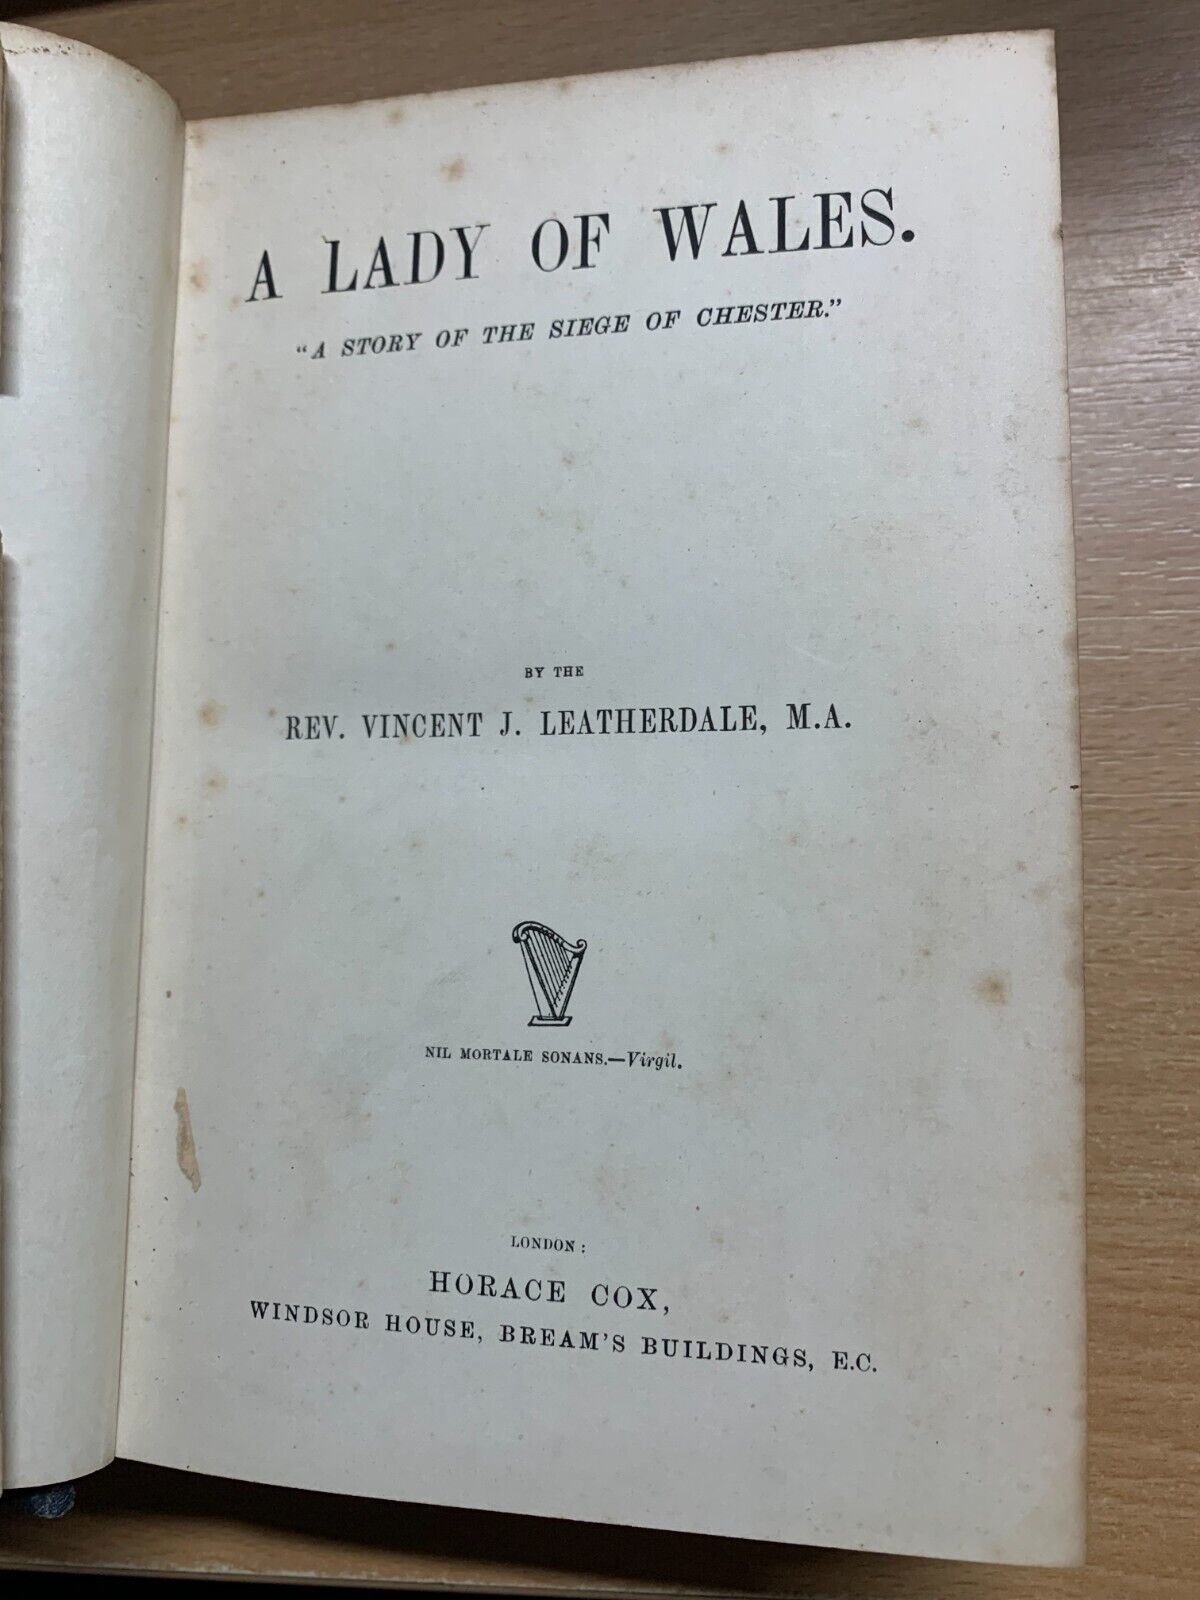 A LADY OF WALES.
"A STORY OF THE SIEGE OF CHESTER."
BY THE
REV. VINCENT J. LEATHERDALE, M.A.
NIL MORTALE SONANS.—Virgil.
LONDON:
HORACE COX,
WINDSOR HOUSE, BREAM'S BUILDINGS, E.C.